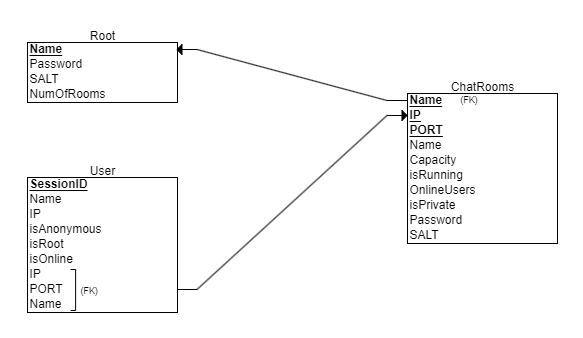 Root
Name
Password
SALT
NumOfRooms
ChatRooms
Name (FK)
IP
PORT
Name
Capacity
isRunning
OnlineUsers
isPrivate
Password
SALT
User
SessionID
Name
IP
isAnonymous
isRoot
isOnline
IP
PORT (FK)
Name